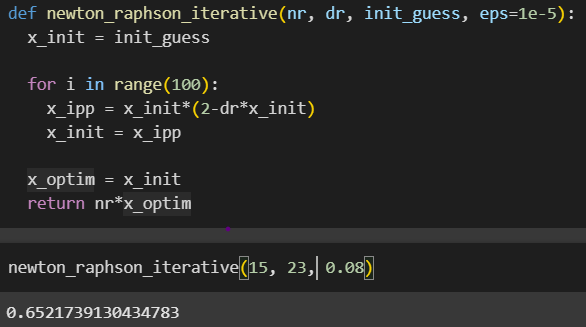 def newton_raphson_iterative(nr, dr, init_guess, eps=1e-5):
x_init = init_guess
for i in range(100):
x_ipp = x_init*(2-dr*x_init)
x_init = x_ipp
x_optim = x_init
return nr*x_optim
newton_raphson_iterative(15, 23, 0.08)
0.6521739130434783